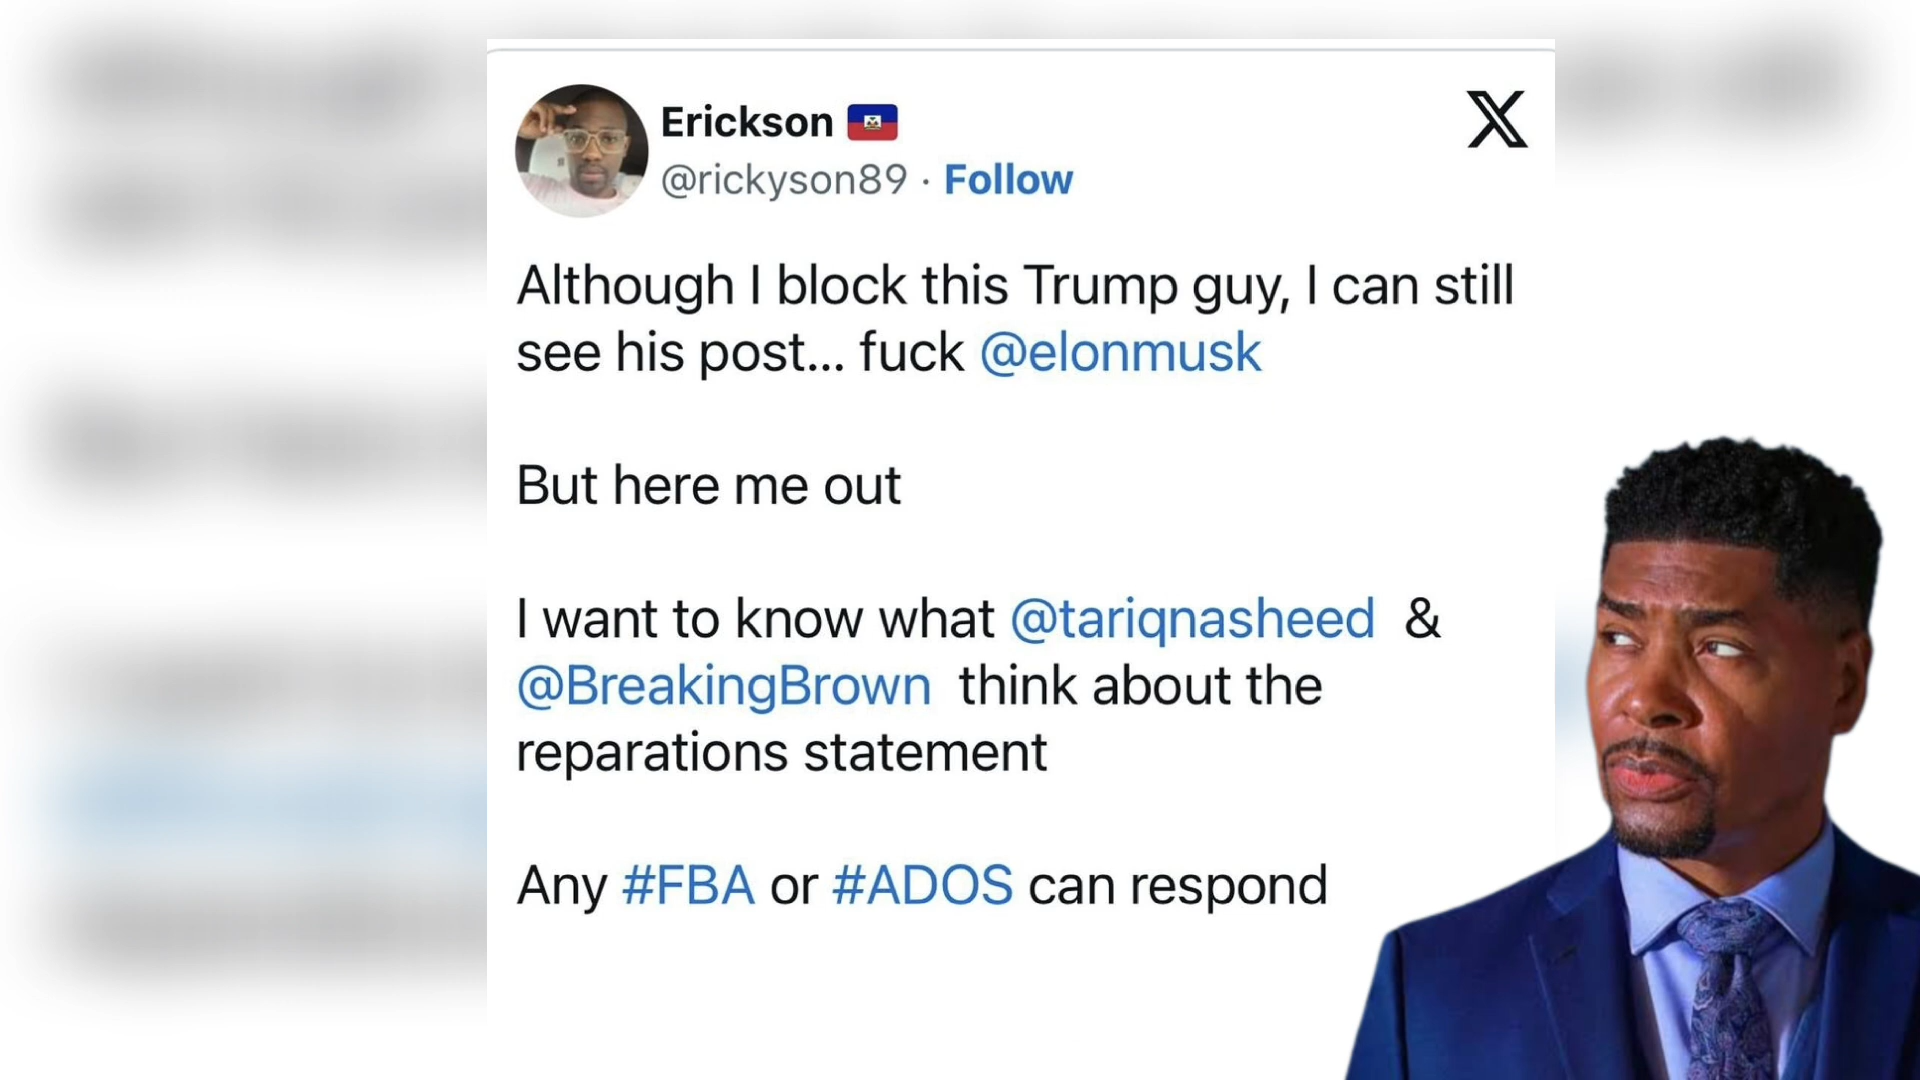 Erickson 🇭🇹
@rickyson89 · Follow
Although I block this Trump guy, I can still
see his post... fuck @elonmusk
But here me out
I want to know what @tariqnasheed &
@BreakingBrown think about the
reparations statement
Any #FBA or #ADOS can respond